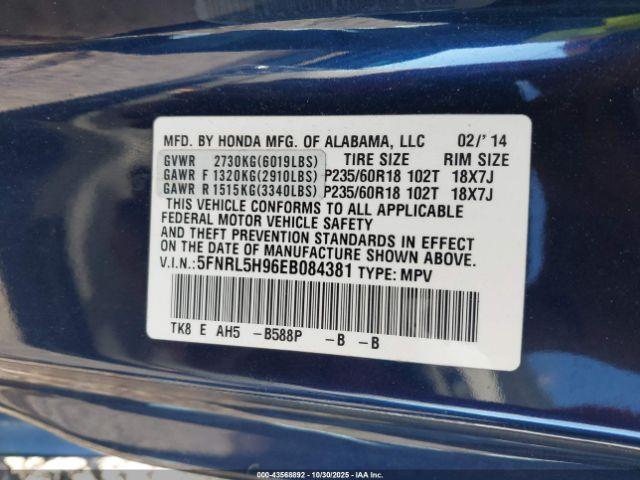 MFD. BY HONDA MFG. OF ALABAMA, LLC 02/'14
GVWR 2730KG(6019LBS) TIRE SIZE RIM SIZE
GAWR F 1320KG(2910LBS) P235/60R18 102T 18X7J
GAWR R 1515KG(3340LBS) P235/60R18 102T 18X7J
THIS VEHICLE CONFORMS TO ALL APPLICABLE
FEDERAL MOTOR VEHICLE SAFETY
AND THEFT PREVENTION STANDARDS IN EFFECT
ON THE DATE OF MANUFACTURE SHOWN ABOVE.
V.I.N.: 5FNRL5H96EB084381 TYPE: MPV
TK8 E AH5 -B588P -B -B
000-43568892 - 10/30/2025 - IAA Inc.